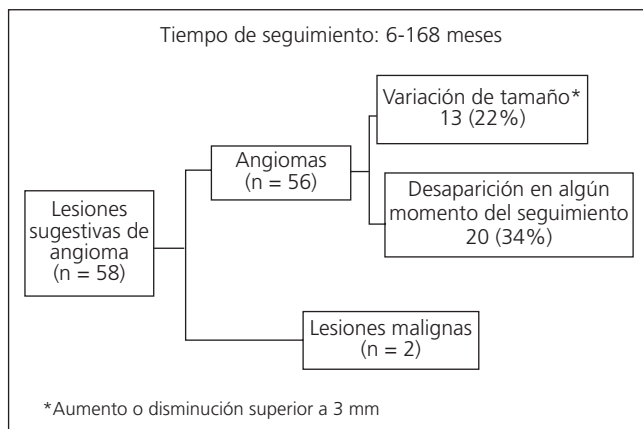 Tiempo de seguimiento: 6-168 meses
Variación de tamaño*
13 (22%)
Angiomas
(n = 56)
Desaparición en algún
momento del seguimiento
20 (34%)
Lesiones
sugestivas de
angioma
(n = 58)
Lesiones malignas
(n = 2)
*Aumento o disminución superior a 3 mm